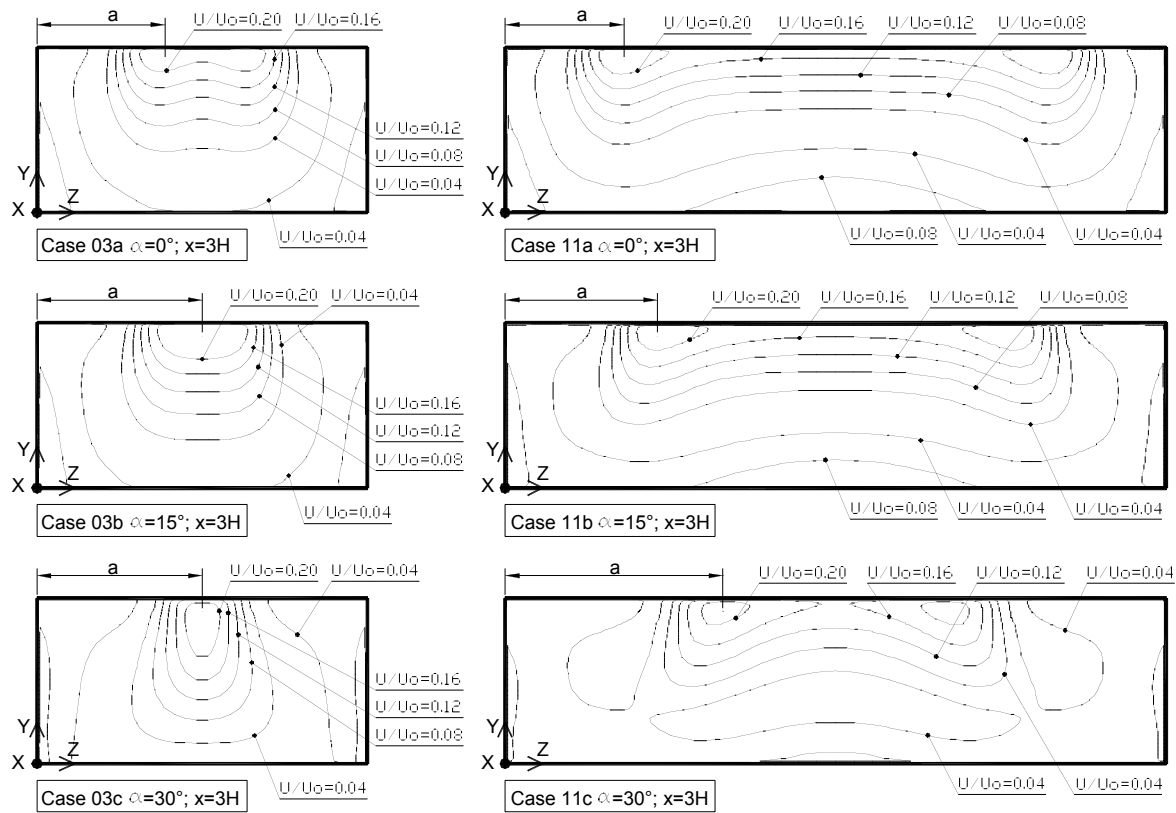 a
U/Uo=0.20
U/Uo=0.16
U/Uo=0.12
U/Uo=0.08
U/Uo=0.04
Y
X
Z
U/Uo=0.04
Case 03a α=0°; x=3H
a
U/Uo=0.20
U/Uo=0.16
U/Uo=0.12
U/Uo=0.08
Y
X
Z
U/Uo=0.08
U/Uo=0.04
U/Uo=0.04
Case 11a α=0°; x=3H
a
U/Uo=0.20
U/Uo=0.04
U/Uo=0.16
U/Uo=0.12
U/Uo=0.08
Y
X
Z
U/Uo=0.04
Case 03b α=15°; x=3H
a
U/Uo=0.20
U/Uo=0.16
U/Uo=0.12
U/Uo=0.08
Y
X
Z
U/Uo=0.08
U/Uo=0.04
U/Uo=0.04
Case 11b α=15°; x=3H
a
U/Uo=0.20
U/Uo=0.04
U/Uo=0.16
U/Uo=0.12
U/Uo=0.08
Y
X
Z
U/Uo=0.04
Case 03c α=30°; x=3H
a
U/Uo=0.20
U/Uo=0.16
U/Uo=0.12
U/Uo=0.04
Y
X
Z
U/Uo=0.04
U/Uo=0.04
Case 11c α=30°; x=3H